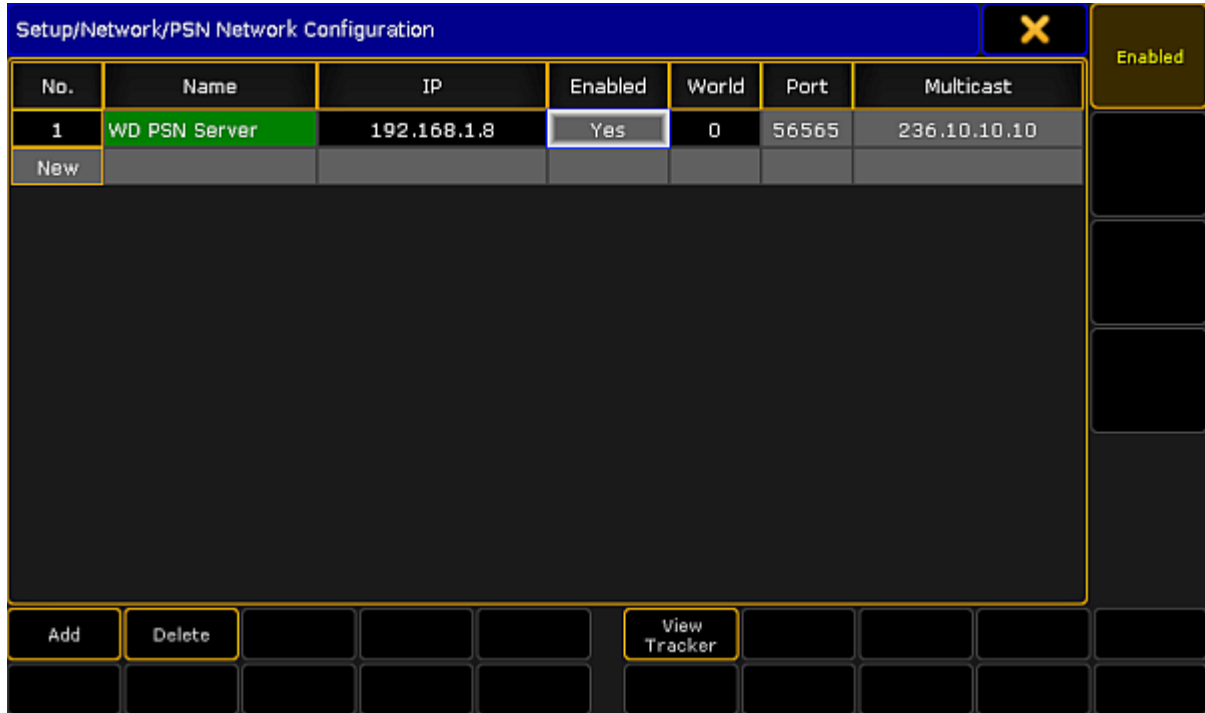 Setup/Network/PSN Network Configuration
Enabled
No. Name IP Enabled World Port Multicast
1 WD PSN Server 192.168.1.8 Yes 0 56565 236.10.10.10
New
Add Delete View Tracker